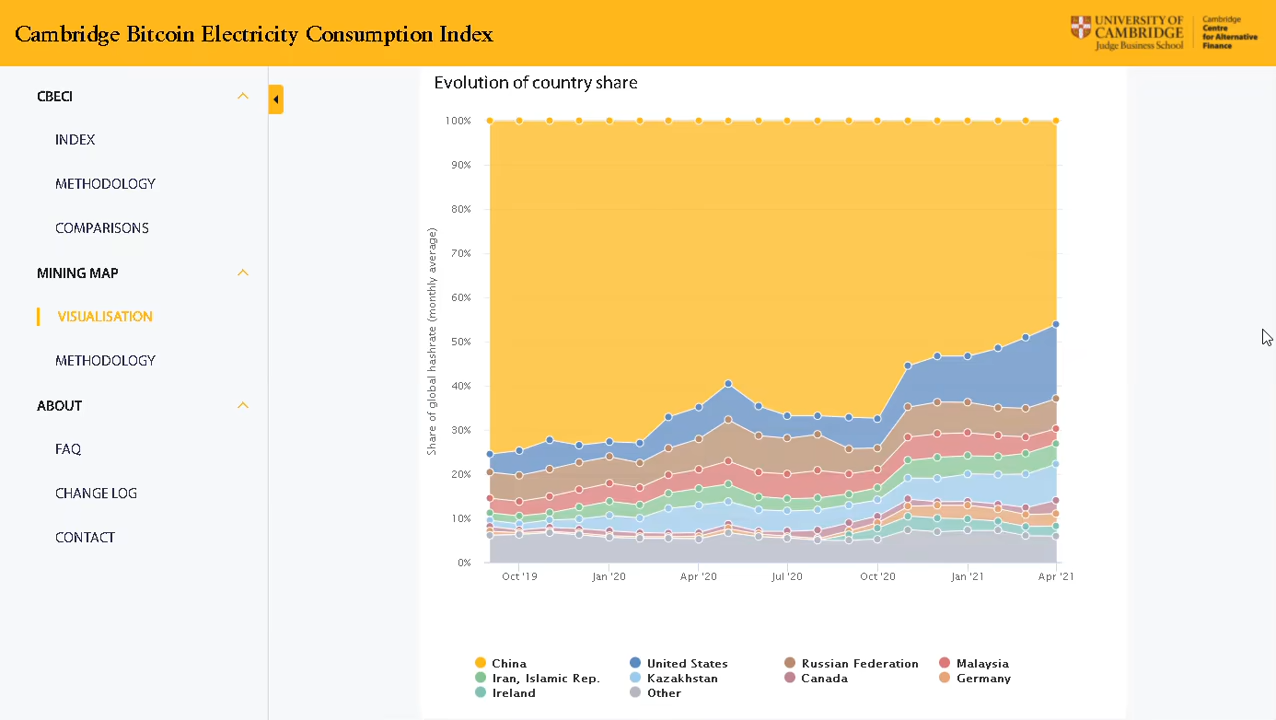 Cambridge Bitcoin Electricity Consumption Index
UNIVERSITY OF
CAMBRIDGE
Judge Business School
Cambridge
Centre
for Alternative
Finance
CBECI
INDEX
METHODOLOGY
COMPARISONS
MINING MAP
VISUALISATION
METHODOLOGY
ABOUT
FAQ
CHANGE LOG
CONTACT
Evolution of country share
Share of global hashrate (monthly average)
100%
90%
80%
70%
60%
50%
40%
30%
20%
10%
0%
Oct '19 Jan '20 Apr '20 Jul '20 Oct '20 Jan '21 Apr '21
China United States Russian Federation Malaysia
Iran, Islamic Rep. Kazakhstan Canada Germany
Ireland Other